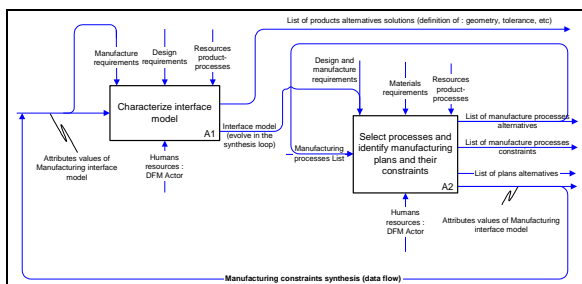 List of products alternatives solutions (definition of : geometry, tolerance, etc)
Manufacture
requirements
Design
requirements
Resources
product-
processes
Characterize interface
model
A1
Interface model
(evolve in the
synthesis loop)
Attributes values of
Manufacturing interface
model
Humans
resources :
DFM Actor
Design and
manufacture
requirements
Materials
requirements
Resources
product-
processes
Manufacturing
processes List
Select processes and
identify manufacturing
plans and their
constraints
A2
List of manufacture processes
alternatives
List of manufacture processes
constraints
List of plans alternatives
Attributes values of Manufacturing
interface model
Humans
resources :
DFM Actor
Manufacturing constraints synthesis (data flow)